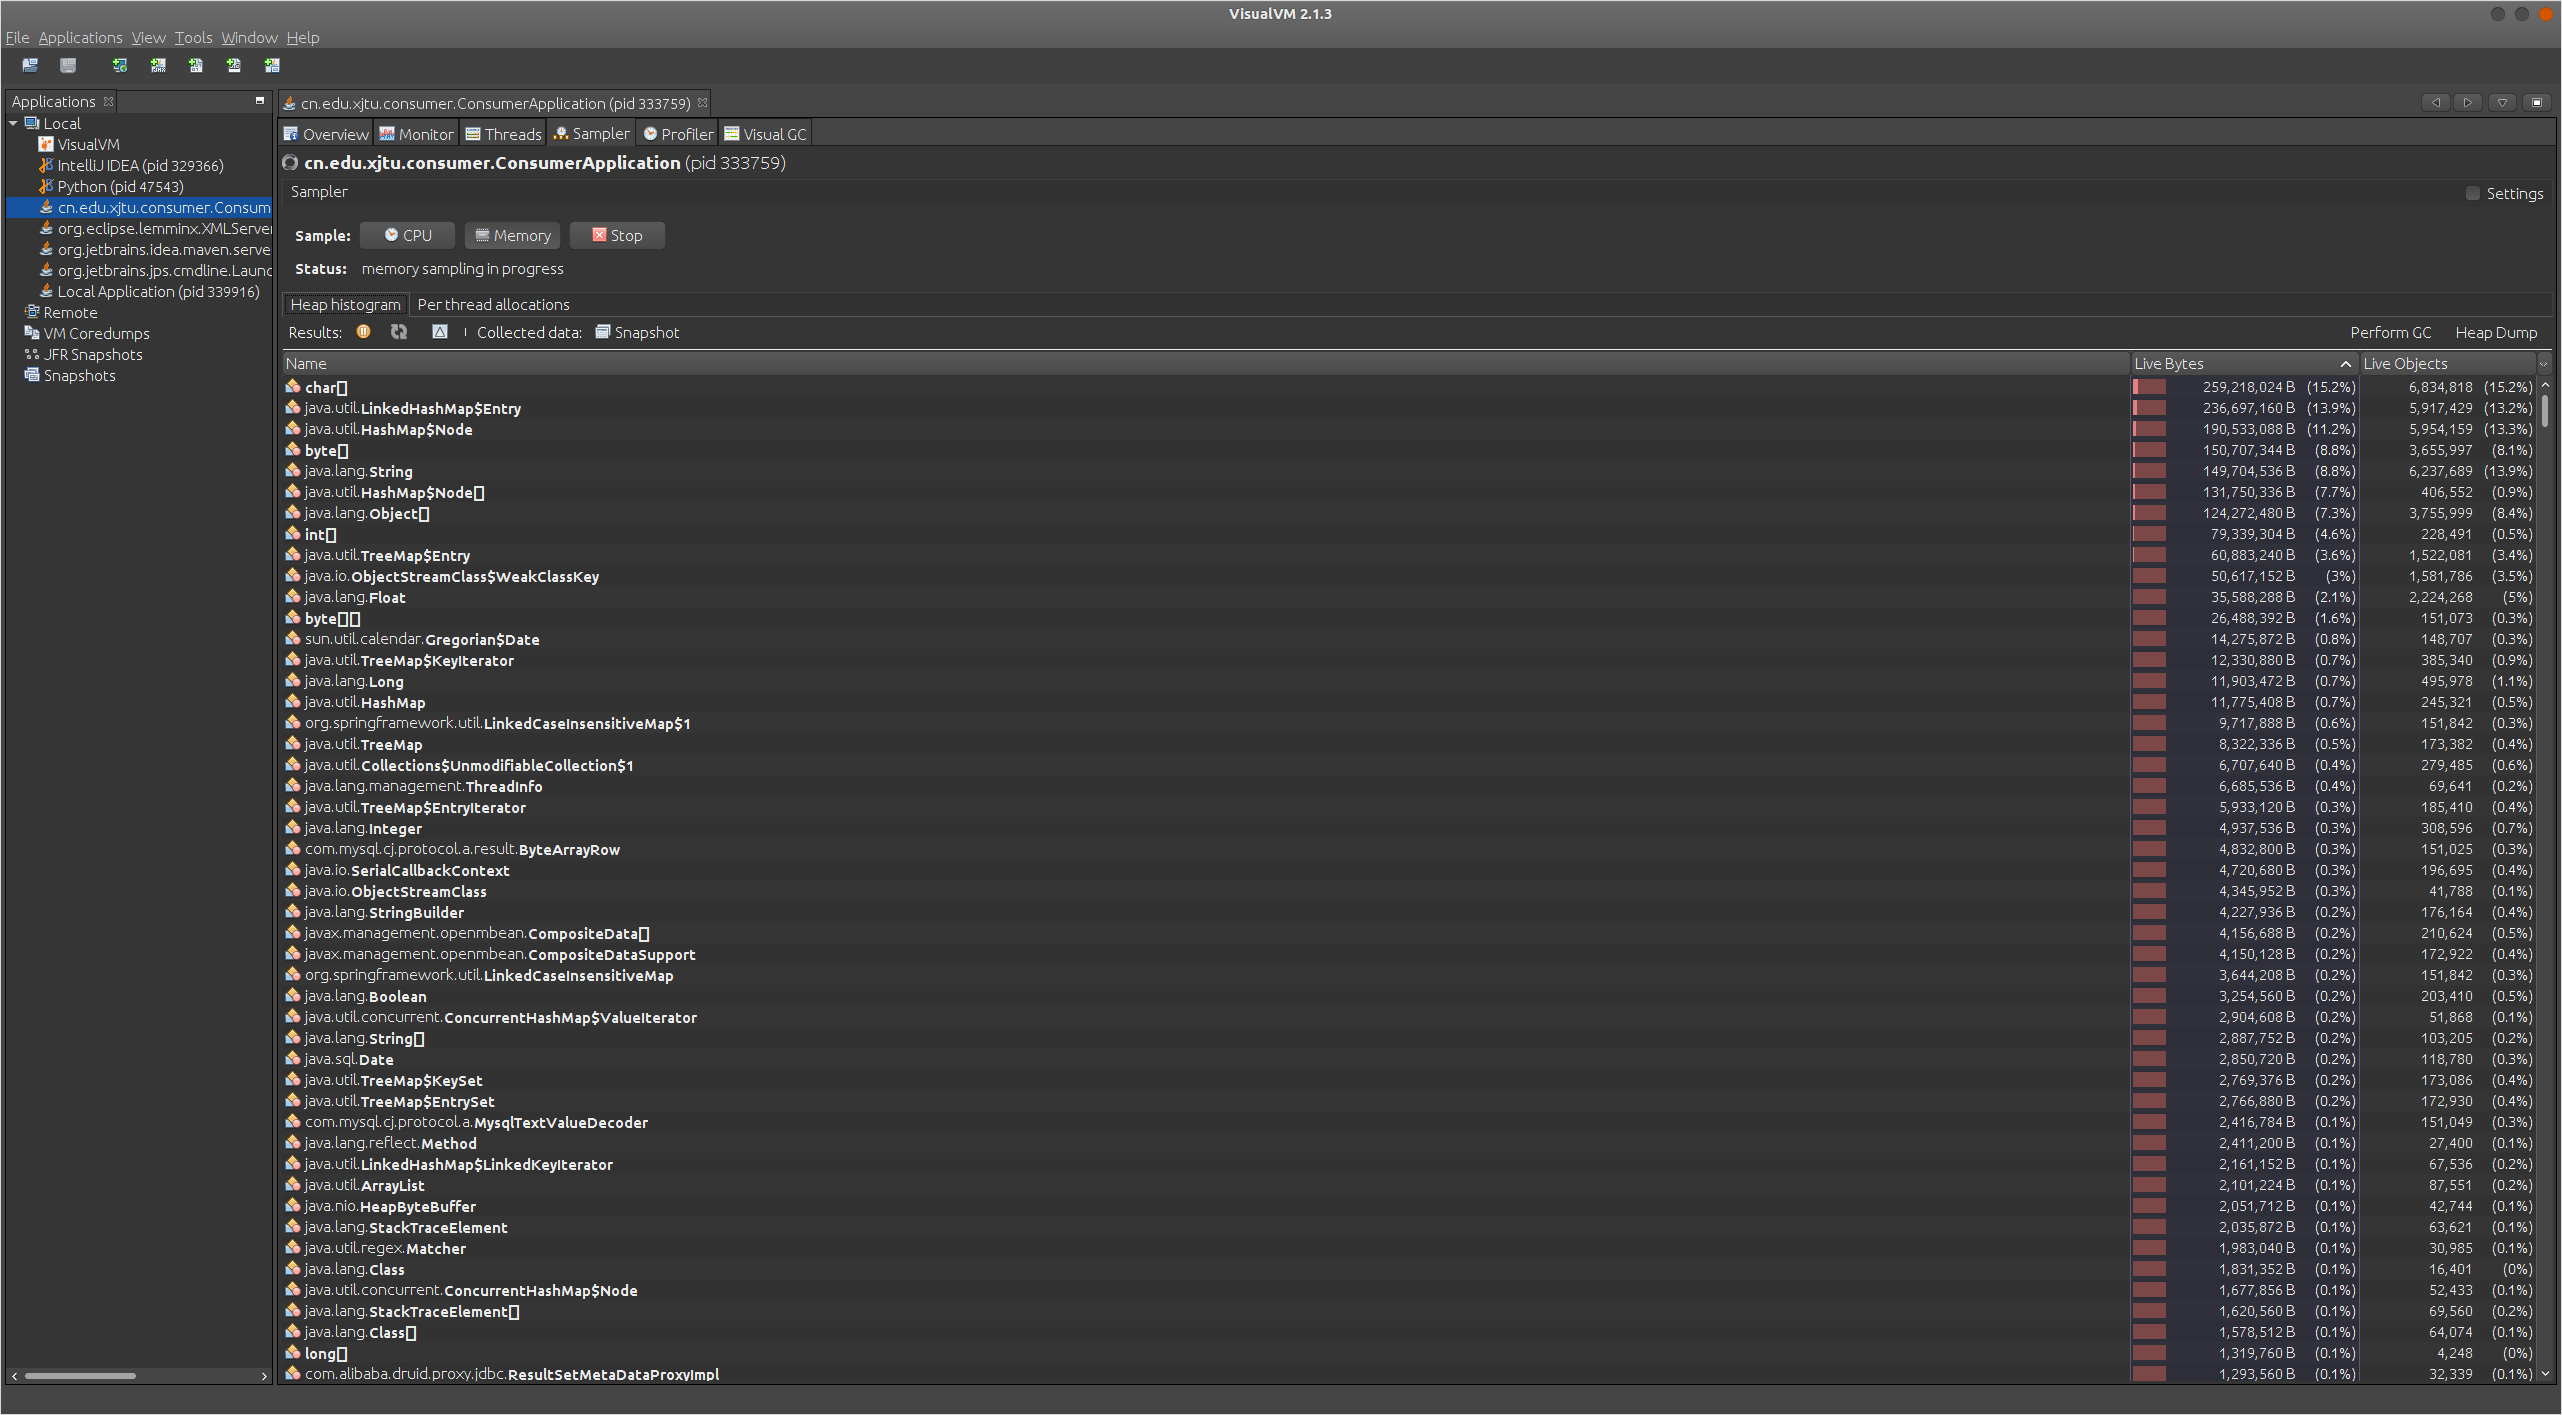 VisualVM 2.1.3
File Applications View Tools Window Help
Applications
Local
VisualVM
IntelliJ IDEA (pid 329366)
Python (pid 47543)
cn.edu.xjtu.consumer.Consum
org.eclipse.lemminx.XMLServer
org.jetbrains.idea.maven.serve
org.jetbrains.jps.cmdline.Launc
Local Application (pid 339916)
Remote
VM Coredumps
JFR Snapshots
Snapshots
cn.edu.xjtu.consumer.ConsumerApplication (pid 333759)
Overview Monitor Threads Sampler Profiler Visual GC
cn.edu.xjtu.consumer.ConsumerApplication (pid 333759)
Sampler Settings
Sample: CPU Memory Stop
Status: memory sampling in progress
Heap histogram Per thread allocations
Results: Collected data: Snapshot Perform GC Heap Dump
Name Live Bytes Live Objects
char[] 259,218,024 B (15.2%) 6,834,818 (15.2%)
java.util.LinkedHashMap$Entry 236,697,160 B (13.9%) 5,917,429 (13.2%)
java.util.HashMap$Node 190,533,088 B (11.2%) 5,954,159 (13.3%)
byte[] 150,707,344 B (8.8%) 3,655,997 (8.1%)
java.lang.String 149,704,536 B (8.8%) 6,237,689 (13.9%)
java.util.HashMap$Node[] 131,750,336 B (7.7%) 406,552 (0.9%)
java.lang.Object[] 124,272,480 B (7.3%) 3,755,999 (8.4%)
int[] 79,339,304 B (4.6%) 228,491 (0.5%)
java.util.TreeMap$Entry 60,883,240 B (3.6%) 1,522,081 (3.4%)
java.io.ObjectStreamClass$WeakClassKey 50,617,152 B (3%) 1,581,786 (3.5%)
java.lang.Float 35,588,288 B (2.1%) 2,224,268 (5%)
byte[][] 26,488,392 B (1.6%) 151,073 (0.3%)
sun.util.calendar.Gregorian$Date 14,275,872 B (0.8%) 148,707 (0.3%)
java.util.TreeMap$KeyIterator 12,330,880 B (0.7%) 385,340 (0.9%)
java.lang.Long 11,903,472 B (0.7%) 495,978 (1.1%)
java.util.HashMap 11,775,408 B (0.7%) 245,321 (0.5%)
org.springframework.util.LinkedCaseInsensitiveMap$1 9,717,888 B (0.6%) 151,842 (0.3%)
java.util.TreeMap 8,322,336 B (0.5%) 173,382 (0.4%)
java.util.Collections$UnmodifiableCollection$1 6,707,640 B (0.4%) 279,485 (0.6%)
java.lang.management.ThreadInfo 6,685,536 B (0.4%) 69,641 (0.2%)
java.util.TreeMap$EntryIterator 5,933,120 B (0.3%) 185,410 (0.4%)
java.lang.Integer 4,937,536 B (0.3%) 308,596 (0.7%)
com.mysql.cj.protocol.a.result.ByteArrayRow 4,832,800 B (0.3%) 151,025 (0.3%)
java.io.SerialCallbackContext 4,720,680 B (0.3%) 196,695 (0.4%)
java.io.ObjectStreamClass 4,345,952 B (0.3%) 41,788 (0.1%)
java.lang.StringBuilder 4,227,936 B (0.2%) 176,164 (0.4%)
javax.management.openmbean.CompositeData[] 4,156,688 B (0.2%) 210,624 (0.5%)
javax.management.openmbean.CompositeDataSupport 4,150,128 B (0.2%) 172,922 (0.4%)
org.springframework.util.LinkedCaseInsensitiveMap 3,644,208 B (0.2%) 151,842 (0.3%)
java.lang.Boolean 3,254,560 B (0.2%) 203,410 (0.5%)
java.util.concurrent.ConcurrentHashMap$ValueIterator 2,904,608 B (0.2%) 51,868 (0.1%)
java.lang.String[] 2,887,752 B (0.2%) 103,205 (0.2%)
java.sql.Date 2,850,720 B (0.2%) 118,780 (0.3%)
java.util.TreeMap$KeySet 2,769,376 B (0.2%) 173,086 (0.4%)
java.util.TreeMap$EntrySet 2,766,880 B (0.2%) 172,930 (0.4%)
com.mysql.cj.protocol.a.MysqlTextValueDecoder 2,416,784 B (0.1%) 151,049 (0.3%)
java.lang.reflect.Method 2,411,200 B (0.1%) 27,400 (0.1%)
java.util.LinkedHashMap$LinkedKeyIterator 2,161,152 B (0.1%) 67,536 (0.2%)
java.util.ArrayList 2,101,224 B (0.1%) 87,551 (0.2%)
java.nio.HeapByteBuffer 2,051,712 B (0.1%) 42,744 (0.1%)
java.lang.StackTraceElement 2,035,872 B (0.1%) 63,621 (0.1%)
java.util.regex.Matcher 1,983,040 B (0.1%) 30,985 (0.1%)
java.lang.Class 1,831,352 B (0.1%) 16,401 (0%)
java.util.concurrent.ConcurrentHashMap$Node 1,677,856 B (0.1%) 52,433 (0.1%)
java.lang.StackTraceElement[] 1,620,560 B (0.1%) 69,560 (0.2%)
java.lang.Class[] 1,578,512 B (0.1%) 64,074 (0.1%)
long[] 1,319,760 B (0.1%) 4,248 (0%)
com.alibaba.druid.proxy.jdbc.ResultSetMetaDataProxyImpl 1,293,560 B (0.1%) 32,339 (0.1%)